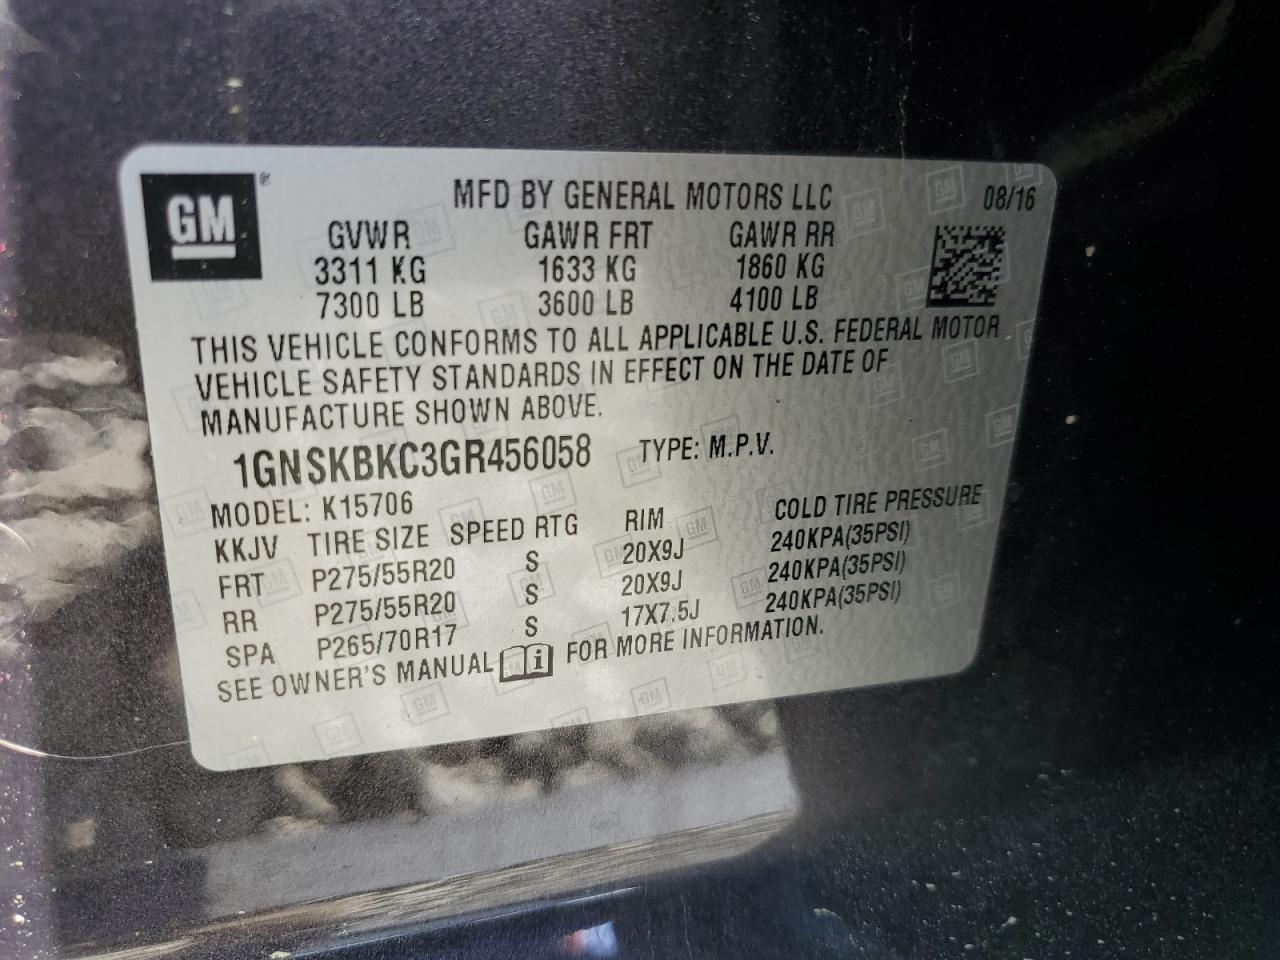 GM ®
MFD BY GENERAL MOTORS LLC 08/16
GVWR GAWR FRT GAWR RR
3311 KG 1633 KG 1860 KG
7300 LB 3600 LB 4100 LB
THIS VEHICLE CONFORMS TO ALL APPLICABLE U.S. FEDERAL MOTOR
VEHICLE SAFETY STANDARDS IN EFFECT ON THE DATE OF
MANUFACTURE SHOWN ABOVE.
1GNSKBKC3GR456058 TYPE: M.P.V.
MODEL: K15706
KKJV TIRE SIZE SPEED RTG RIM COLD TIRE PRESSURE
FRT P275/55R20 S 20X9J 240KPA(35PSI)
RR P275/55R20 S 20X9J 240KPA(35PSI)
SPA P265/70R17 S 17X7.5J 240KPA(35PSI)
SEE OWNER'S MANUAL i FOR MORE INFORMATION.